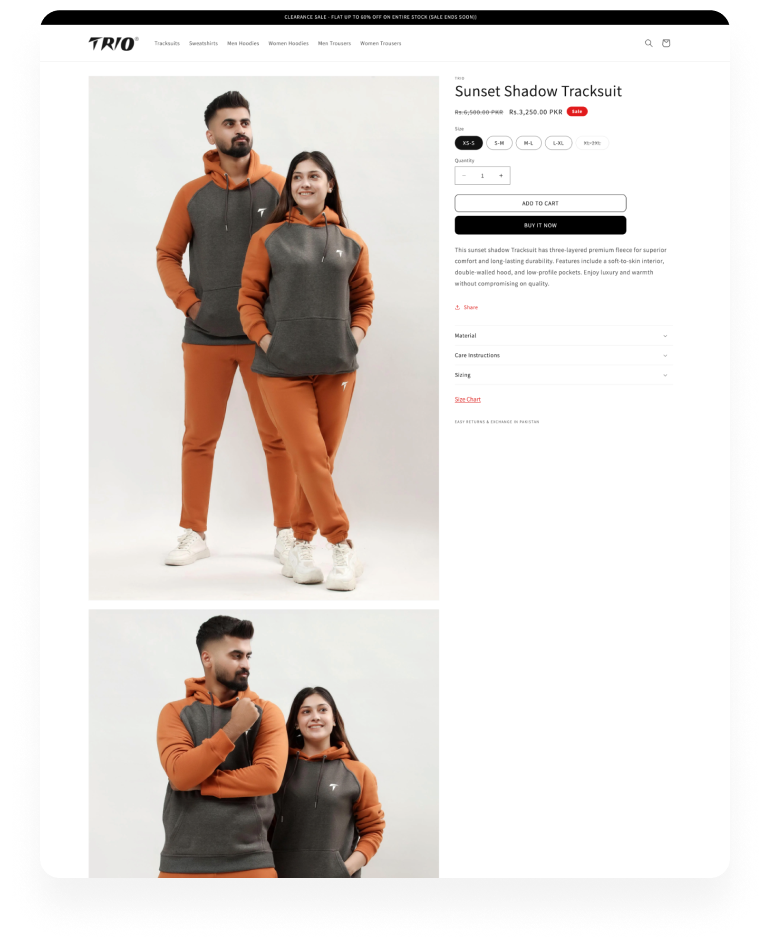 CLEARANCE SALE - FLAT UP TO 60% OFF ON ENTIRE STOCK (SALE ENDS SOON!)
TRIO®
Tracksuits Sweatshirts Men Hoodies Women Hoodies Men Trousers Women Trousers
TRIO
Sunset Shadow Tracksuit
Rs.6,500.00 PKR Rs.3,250.00 PKR Sale
Size
XS-S S-M M-L L-XL
Quantity
− 1 +
ADD TO CART
BUY IT NOW
This sunset shadow Tracksuit has three-layered premium fleece for superior
comfort and long-lasting durability. Features include a soft-to-skin interior,
double-walled hood, and low-profile pockets. Enjoy luxury and warmth
without compromising on quality.
Share
Material
Care Instructions
Sizing
Size Chart
EASY RETURNS & EXCHANGE IN PAKISTAN